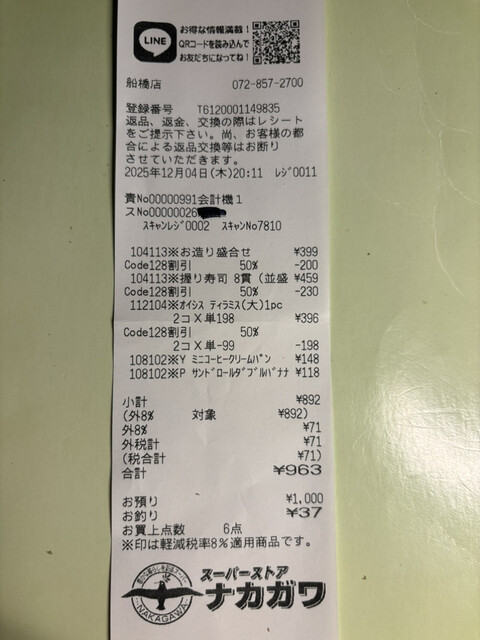 LINE
お得な情報満載!
QRコードを読み込んで
お友だちになってね!
船橋店 072-857-2700
登録番号 T6120001149835
返品、返金、交換の際はレシート
をご提示下さい。尚、お客様の都
合による返品交換等はお断り
させていただきます。
2025年12月04日(木)20:11 レジ0011
責No00000991会計機1
スNo00000026
スキャンレジ0002 スキャンNo7810
104113※お造り盛合せ ¥399
Code128割引 50% -200
104113※握り寿司 8貫(並盛 ¥459
Code128割引 50% -230
112104※オイシス ティラミス(大)1pc
2コX単198 ¥396
Code128割引 50%
2コX単-99 -198
108102※Y ミニコーヒークリームパン ¥148
108102※P サンドロールダブルバナナ ¥118
小計 ¥892
(外8% 対象 ¥892)
外8% ¥71
外税計 ¥71
(税合計 ¥71)
合計 ¥963
お預り ¥1,000
お釣り ¥37
お買上点数 6点
※印は軽減税率8%適用商品です。
NAKAGAWA
スーパーストア
ナカガワ